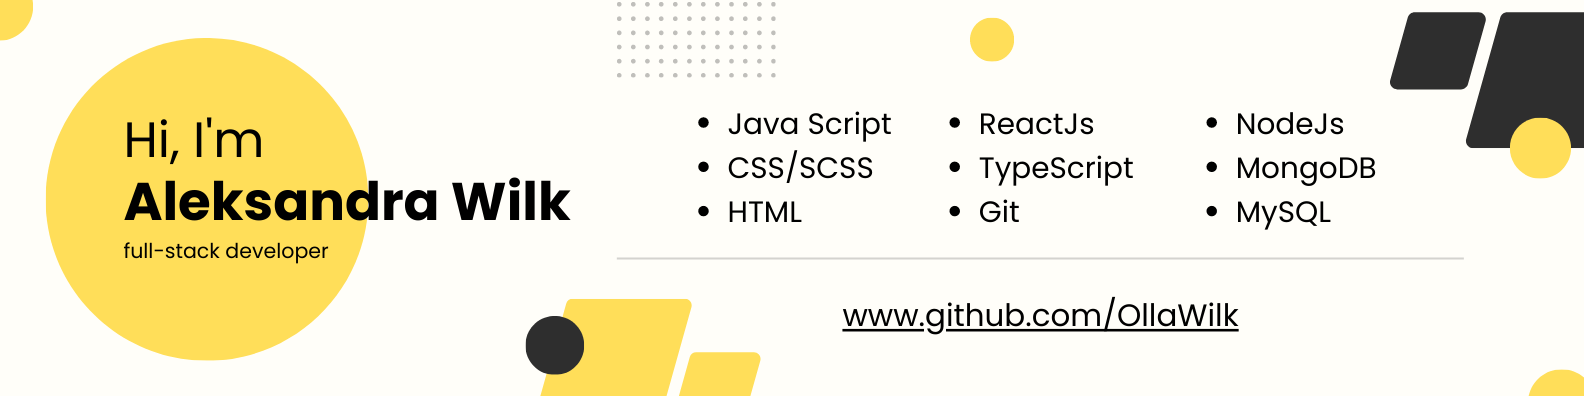 Hi, I'm
Aleksandra Wilk
full-stack developer
• Java Script
• CSS/SCSS
• HTML
• ReactJs
• TypeScript
• Git
• NodeJs
• MongoDB
• MySQL
www.github.com/OllaWilk